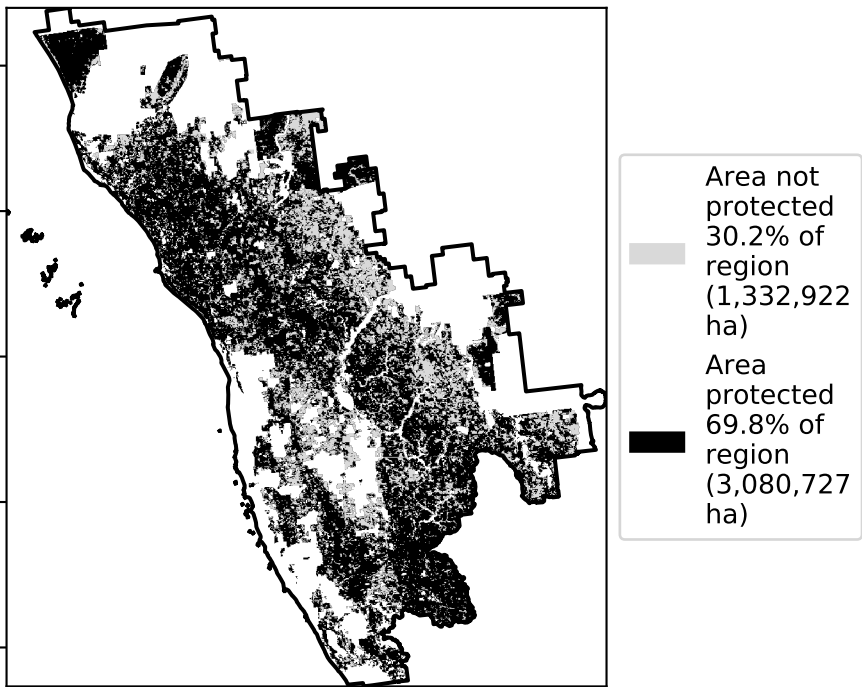 Area not
protected
30.2% of
region
(1,332,922
ha)
Area
protected
69.8% of
region
(3,080,727
ha)